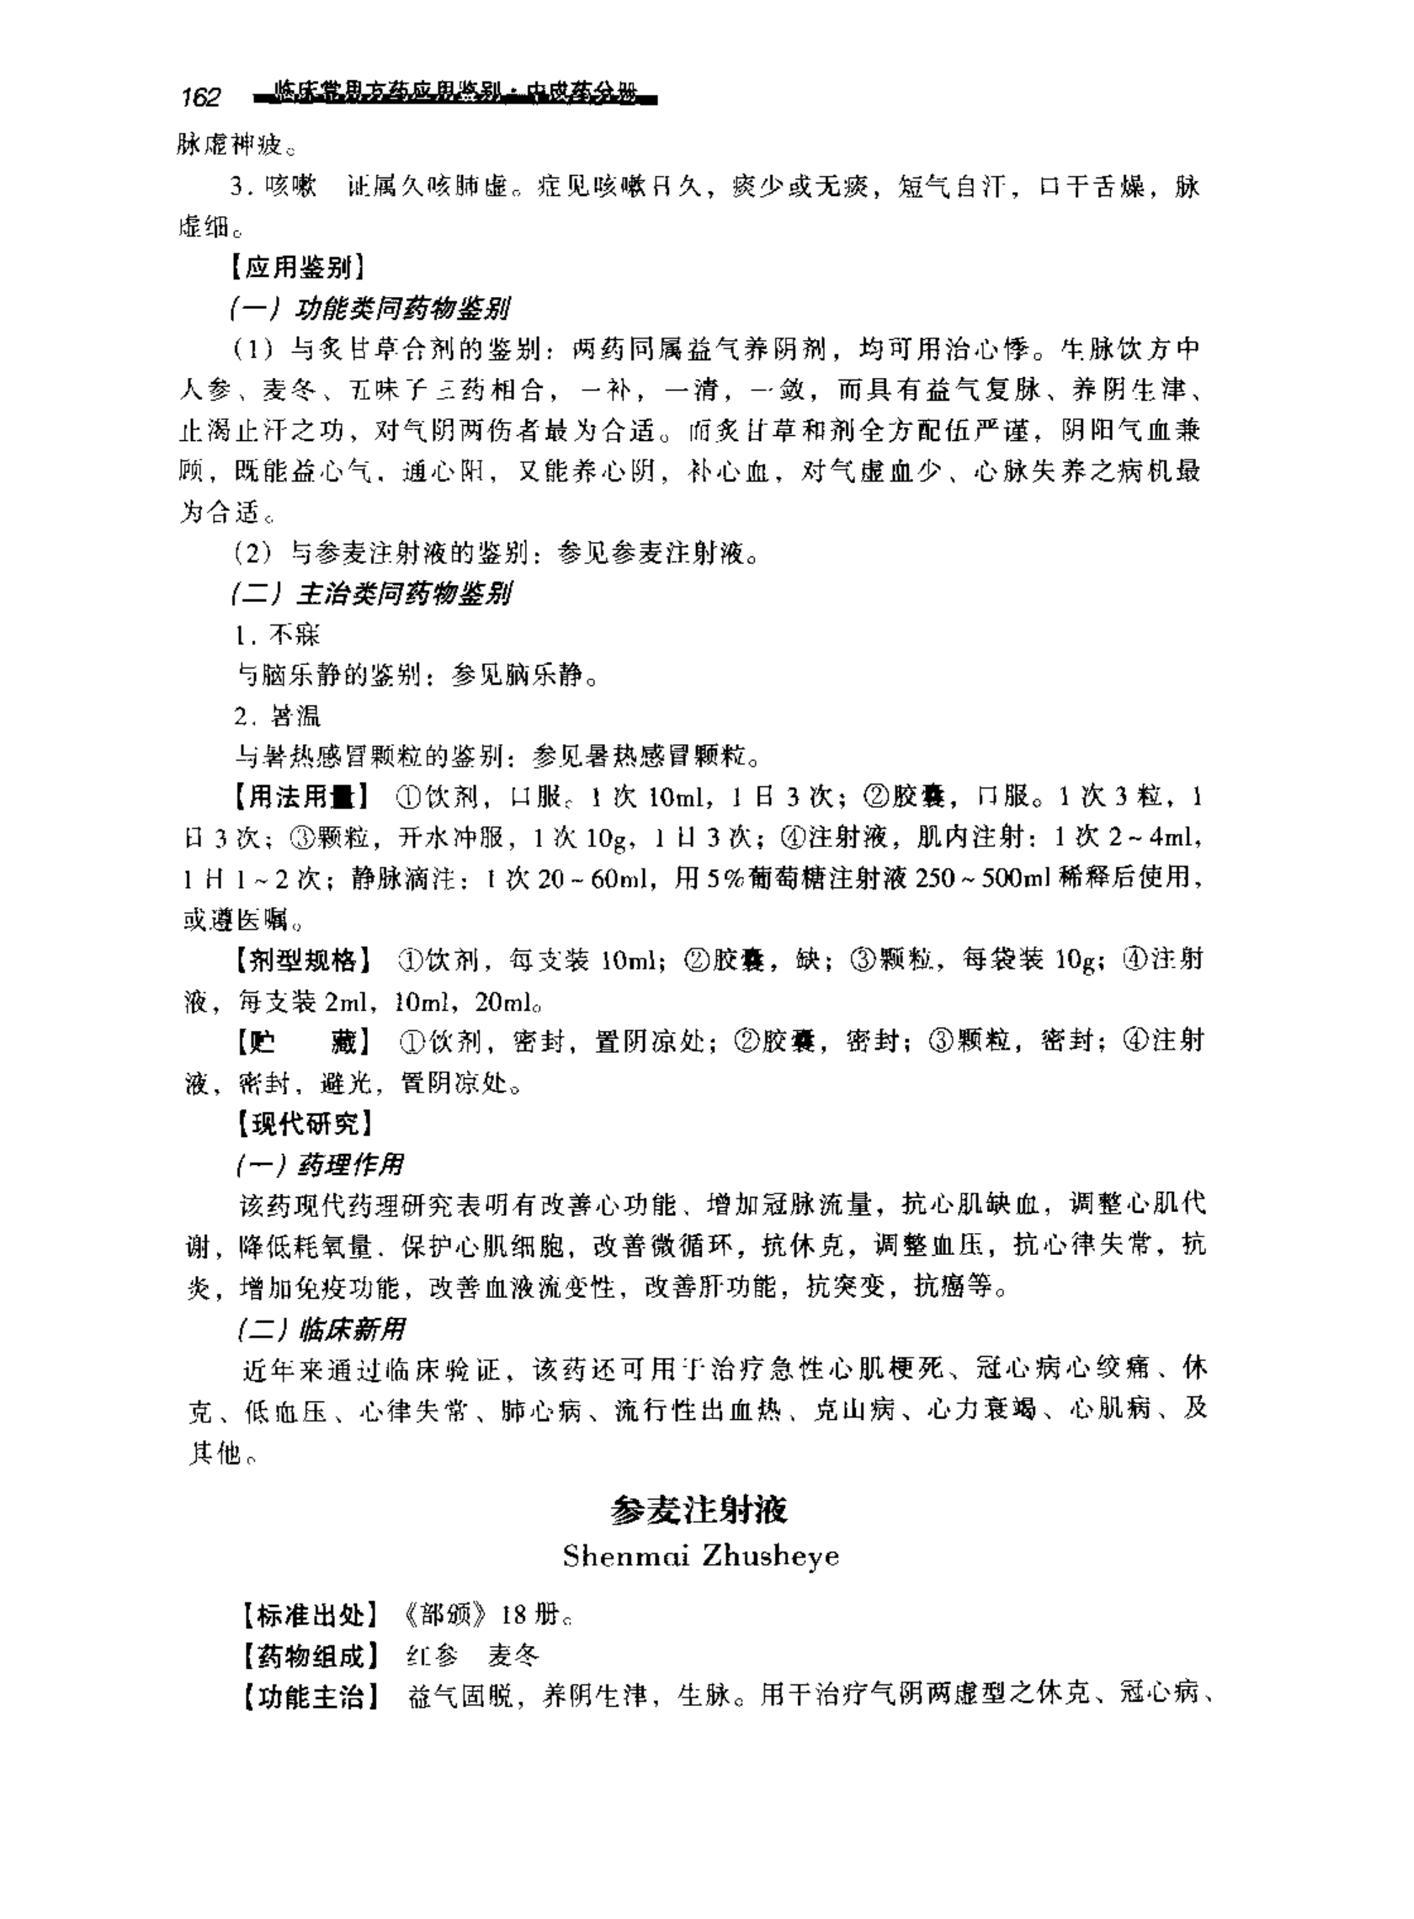 162 临床常用方药应用鉴别·中成药分册
脉虚神疲。
3. 咳嗽　证属久咳肺虚。症见咳嗽日久，痰少或无痰，短气自汗，口干舌燥，脉
虚细。
【应用鉴别】
(一) 功能类同药物鉴别
(1) 与炙甘草合剂的鉴别：两药同属益气养阴剂，均可用治心悸。生脉饮方中
人参、麦冬、五味子三药相合，一补，一清，一敛，而具有益气复脉、养阴生津、
止渴止汗之功，对气阴两伤者最为合适。而炙甘草和剂全方配伍严谨，阴阳气血兼
顾，既能益心气，通心阳，又能养心阴，补心血，对气虚血少、心脉失养之病机最
为合适。
(2) 与参麦注射液的鉴别：参见参麦注射液。
(二) 主治类同药物鉴别
1. 不寐
与脑乐静的鉴别：参见脑乐静。
2. 暑温
与暑热感冒颗粒的鉴别：参见暑热感冒颗粒。
【用法用量】 ①饮剂，口服。1 次 10ml，1 日 3 次；②胶囊，口服。1 次 3 粒，1
日 3 次；③颗粒，开水冲服，1 次 10g，1 日 3 次；④注射液，肌内注射：1 次 2～4ml，
1 日 1～2 次；静脉滴注：1 次 20～60ml，用 5%葡萄糖注射液 250～500ml 稀释后使用，
或遵医嘱。
【剂型规格】 ①饮剂，每支装 10ml；②胶囊，缺；③颗粒，每袋装 10g；④注射
液，每支装 2ml，10ml，20ml。
【贮　　藏】 ①饮剂，密封，置阴凉处；②胶囊，密封；③颗粒，密封；④注射
液，密封，避光，置阴凉处。
【现代研究】
(一) 药理作用
该药现代药理研究表明有改善心功能、增加冠脉流量，抗心肌缺血，调整心肌代
谢，降低耗氧量．保护心肌细胞，改善微循环，抗休克，调整血压，抗心律失常，抗
炎，增加免疫功能，改善血液流变性，改善肝功能，抗突变，抗癌等。
(二) 临床新用
近年来通过临床验证，该药还可用于治疗急性心肌梗死、冠心病心绞痛、休
克、低血压、心律失常、肺心病、流行性出血热、克山病、心力衰竭、心肌病、及
其他。
参麦注射液
Shenmai Zhusheye
【标准出处】 《部颁》18 册。
【药物组成】 红参　麦冬
【功能主治】 益气固脱，养阴生津，生脉。用于治疗气阴两虚型之休克、冠心病、